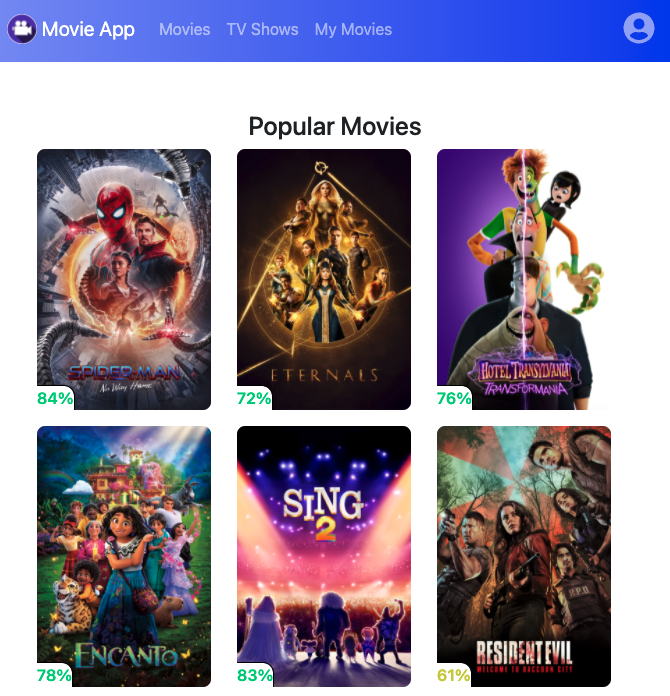 Movie App
Movies
TV Shows
My Movies
Popular Movies
SPIDER-MAN
No Way Home
84%
ETERNALS
72%
HOTEL TRANSYLVANIA
TRANSFORMANIA
76%
ENCANTO
78%
SING
2
83%
R.P.D.
RESIDENT EVIL
WELCOME TO RACCOON CITY
61%